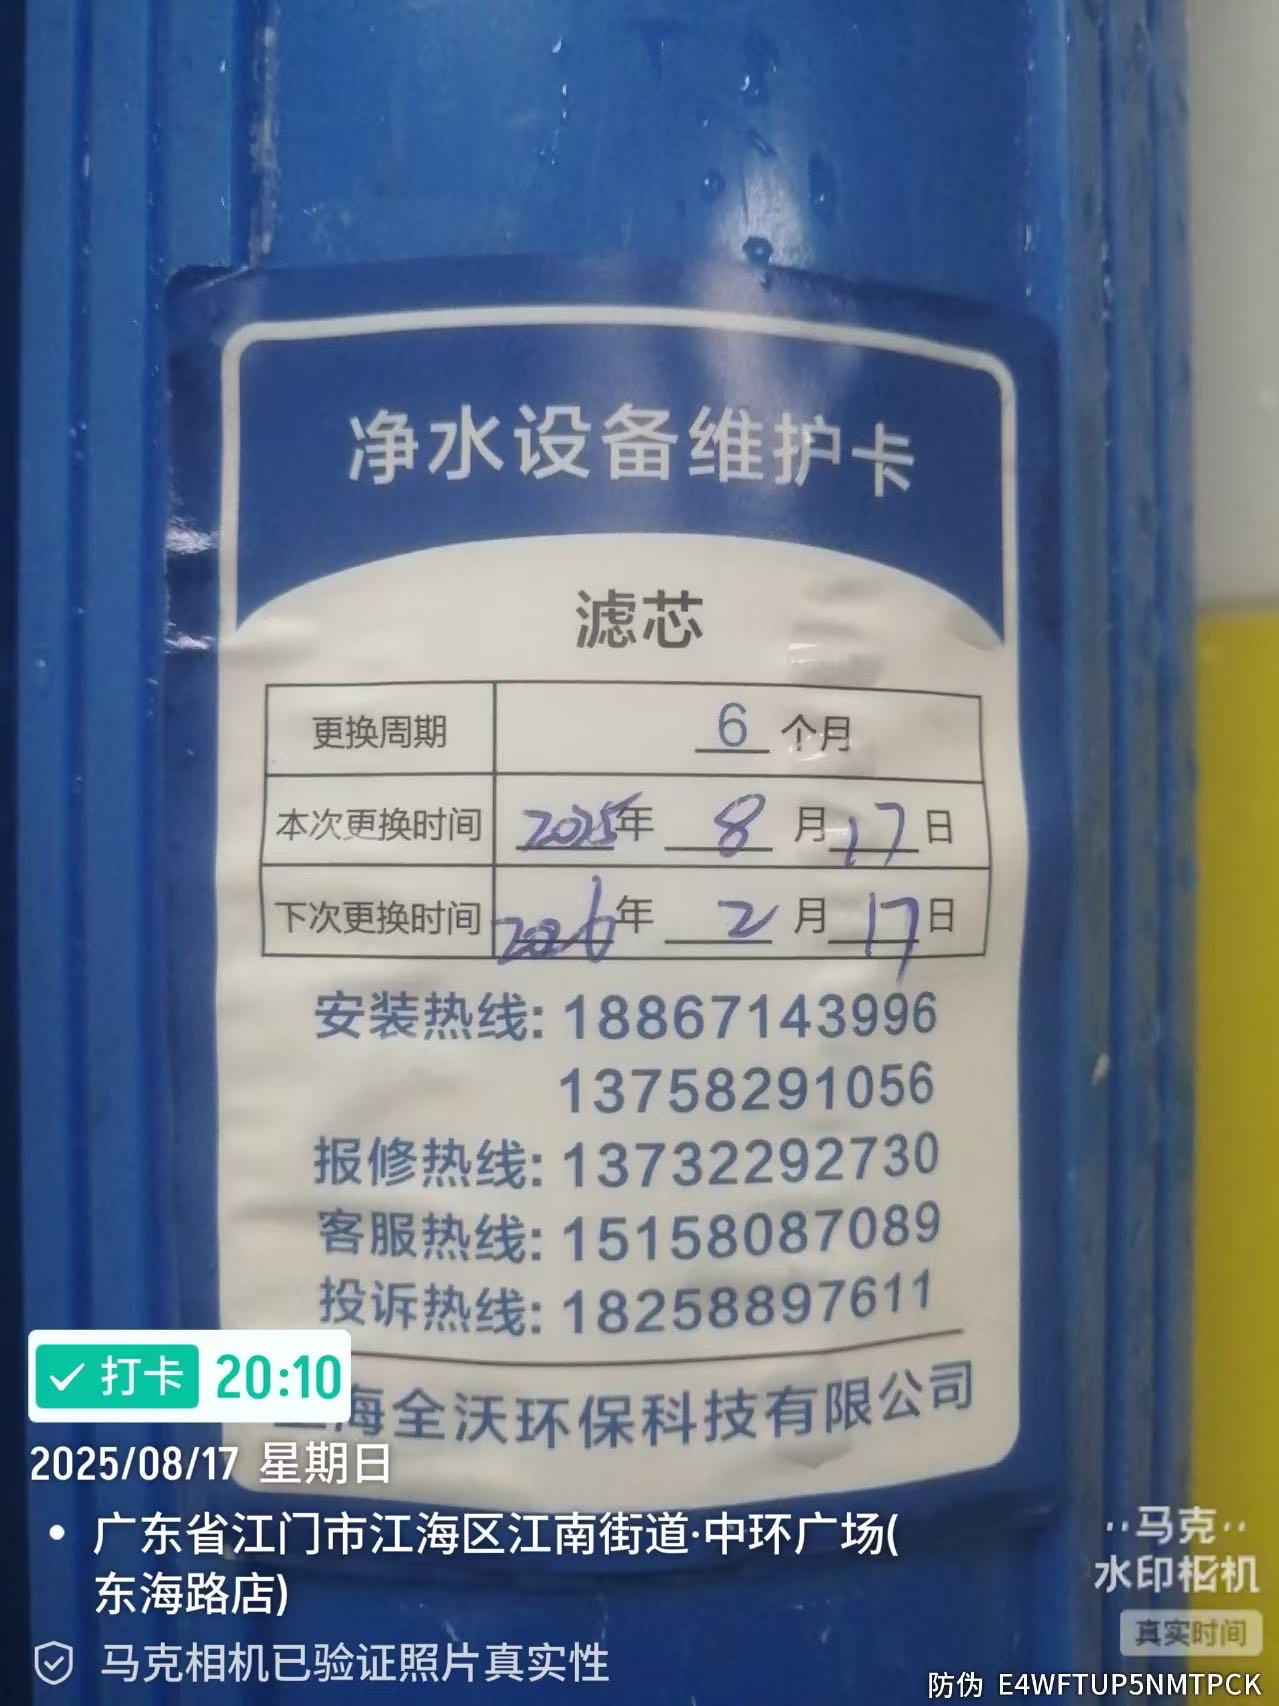 净水设备维护卡
滤芯
更换周期 6 个月
本次更换时间 2025年 8 月 17 日
下次更换时间 2026年 2 月 17 日
安装热线: 18867143996
13758291056
报修热线: 13732292730
客服热线: 15158087089
投诉热线: 18258897611
海全沃环保科技有限公司
打卡 20:10
2025/08/17 星期日
广东省江门市江海区江南街道·中环广场(
东海路店)
马克相机已验证照片真实性
马克
水印相机
真实时间
防伪 E4WFTUP5NMTPCK